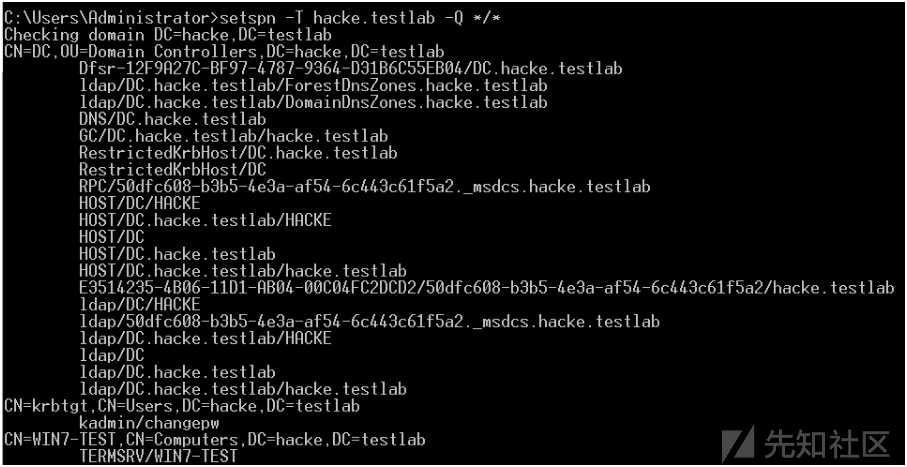 C:\Users\Administrator>setspn -T hacke.testlab -Q */*
Checking domain DC=hacke,DC=testlab
CN=DC,OU=Domain Controllers,DC=hacke,DC=testlab
Dfsr-12F9A27C-BF97-4787-9364-D31B6C55EB04/DC.hacke.testlab
ldap/DC.hacke.testlab/ForestDnsZones.hacke.testlab
ldap/DC.hacke.testlab/DomainDnsZones.hacke.testlab
DNS/DC.hacke.testlab
GC/DC.hacke.testlab/hacke.testlab
RestrictedKrbHost/DC.hacke.testlab
RestrictedKrbHost/DC
RPC/50dfc608-b3b5-4e3a-af54-6c443c61f5a2._msdcs.hacke.testlab
HOST/DC/HACKE
HOST/DC.hacke.testlab/HACKE
HOST/DC
HOST/DC.hacke.testlab
HOST/DC.hacke.testlab/hacke.testlab
E3514235-4B06-11D1-AB04-00C04FC2DCD2/50dfc608-b3b5-4e3a-af54-6c443c61f5a2/hacke.testlab
ldap/DC/HACKE
ldap/50dfc608-b3b5-4e3a-af54-6c443c61f5a2._msdcs.hacke.testlab
ldap/DC.hacke.testlab/HACKE
ldap/DC
ldap/DC.hacke.testlab
ldap/DC.hacke.testlab/hacke.testlab
CN=krbtgt,CN=Users,DC=hacke,DC=testlab
kadmin/changepw
CN=WIN7-TEST,CN=Computers,DC=hacke,DC=testlab
TERMSRV/WIN7-TEST
先知社区